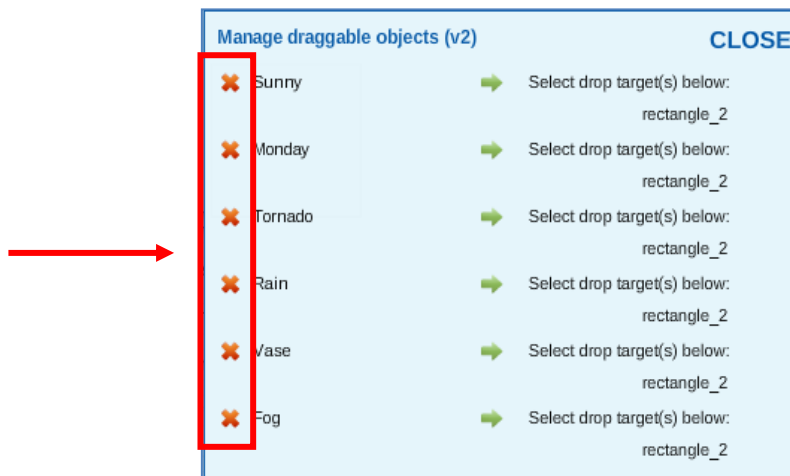 Manage draggable objects (v2) CLOSE
Sunny Select drop target(s) below:
rectangle_2
Monday Select drop target(s) below:
rectangle_2
Tornado Select drop target(s) below:
rectangle_2
Rain Select drop target(s) below:
rectangle_2
Vase Select drop target(s) below:
rectangle_2
Fog Select drop target(s) below:
rectangle_2